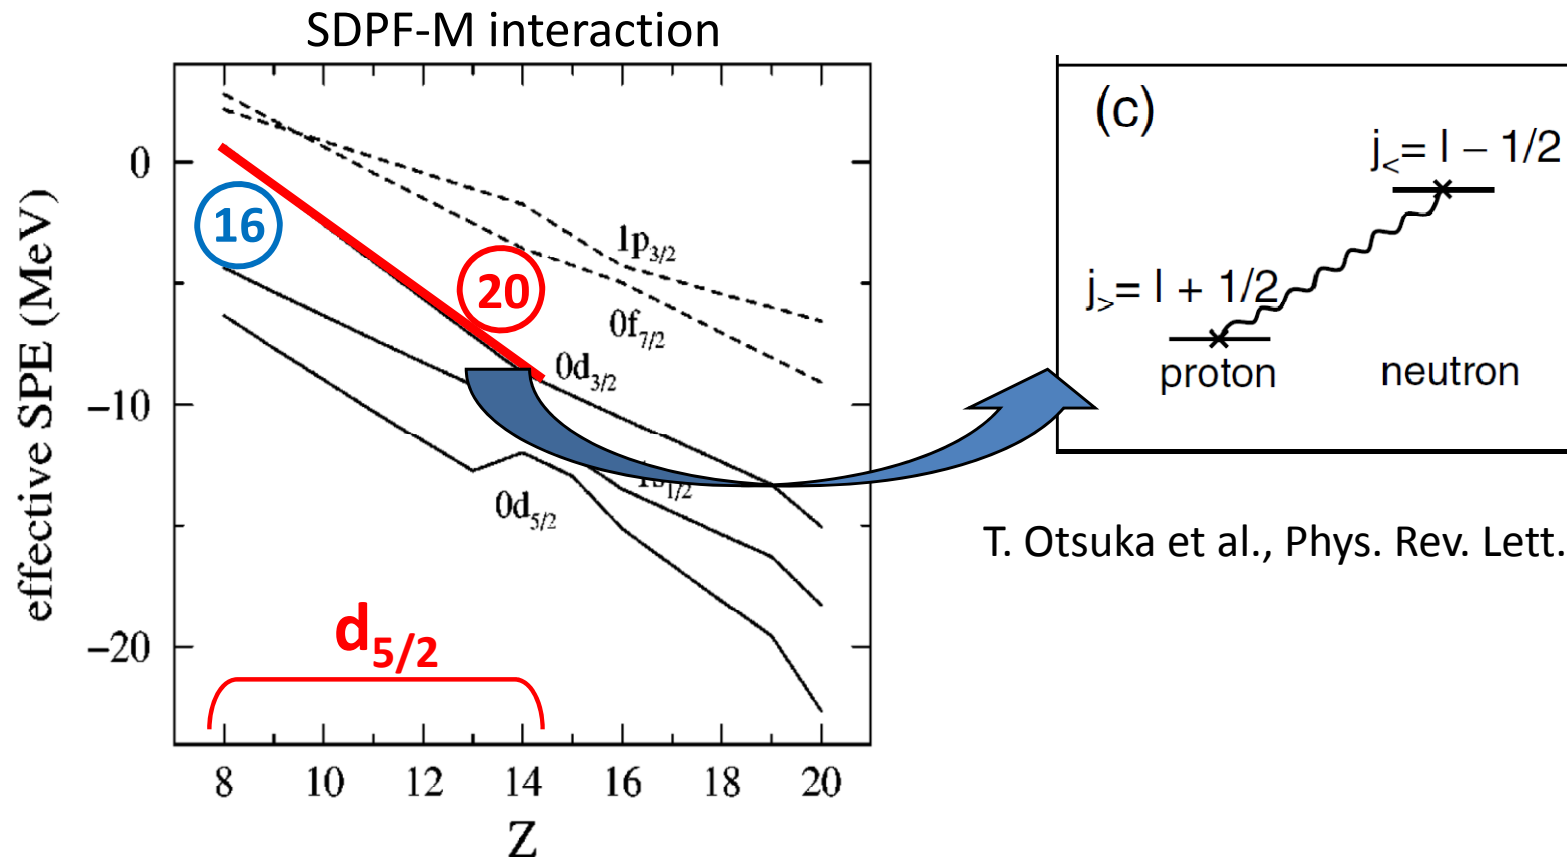 SDPF-M interaction
effective SPE (MeV)
0
−10
−20
16
20
1p3/2
0f7/2
0d3/2
1s1/2
0d5/2
d5/2
8 10 12 14 16 18 20
Z
(c)
j<= l − 1/2
j>= l + 1/2
proton neutron
T. Otsuka et al., Phys. Rev. Lett.